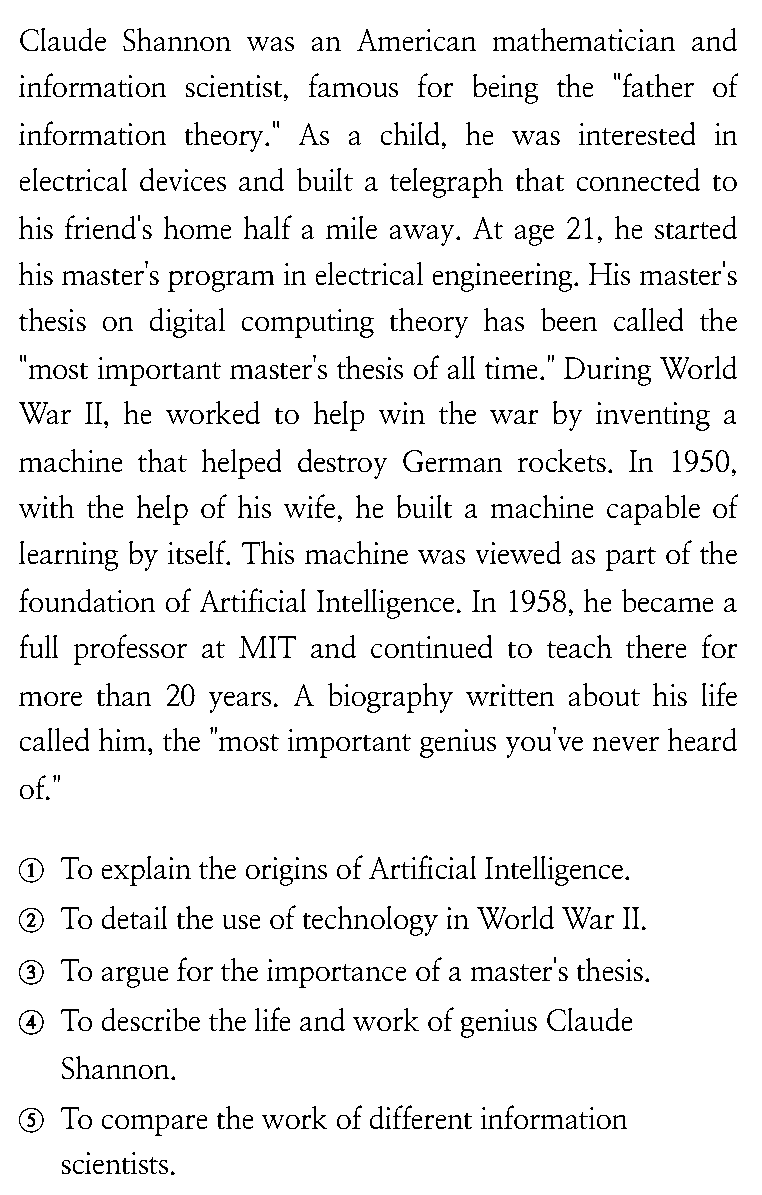 Claude Shannon was an American mathematician and
information scientist, famous for being the "father of
information theory." As a child, he was interested in
electrical devices and built a telegraph that connected to
his friend's home half a mile away. At age 21, he started
his master's program in electrical engineering. His master's
thesis on digital computing theory has been called the
"most important master's thesis of all time." During World
War II, he worked to help win the war by inventing a
machine that helped destroy German rockets. In 1950,
with the help of his wife, he built a machine capable of
learning by itself. This machine was viewed as part of the
foundation of Artificial Intelligence. In 1958, he became a
full professor at MIT and continued to teach there for
more than 20 years. A biography written about his life
called him, the "most important genius you've never heard
of."
① To explain the origins of Artificial Intelligence.
② To detail the use of technology in World War II.
③ To argue for the importance of a master's thesis.
④ To describe the life and work of genius Claude
Shannon.
⑤ To compare the work of different information
scientists.